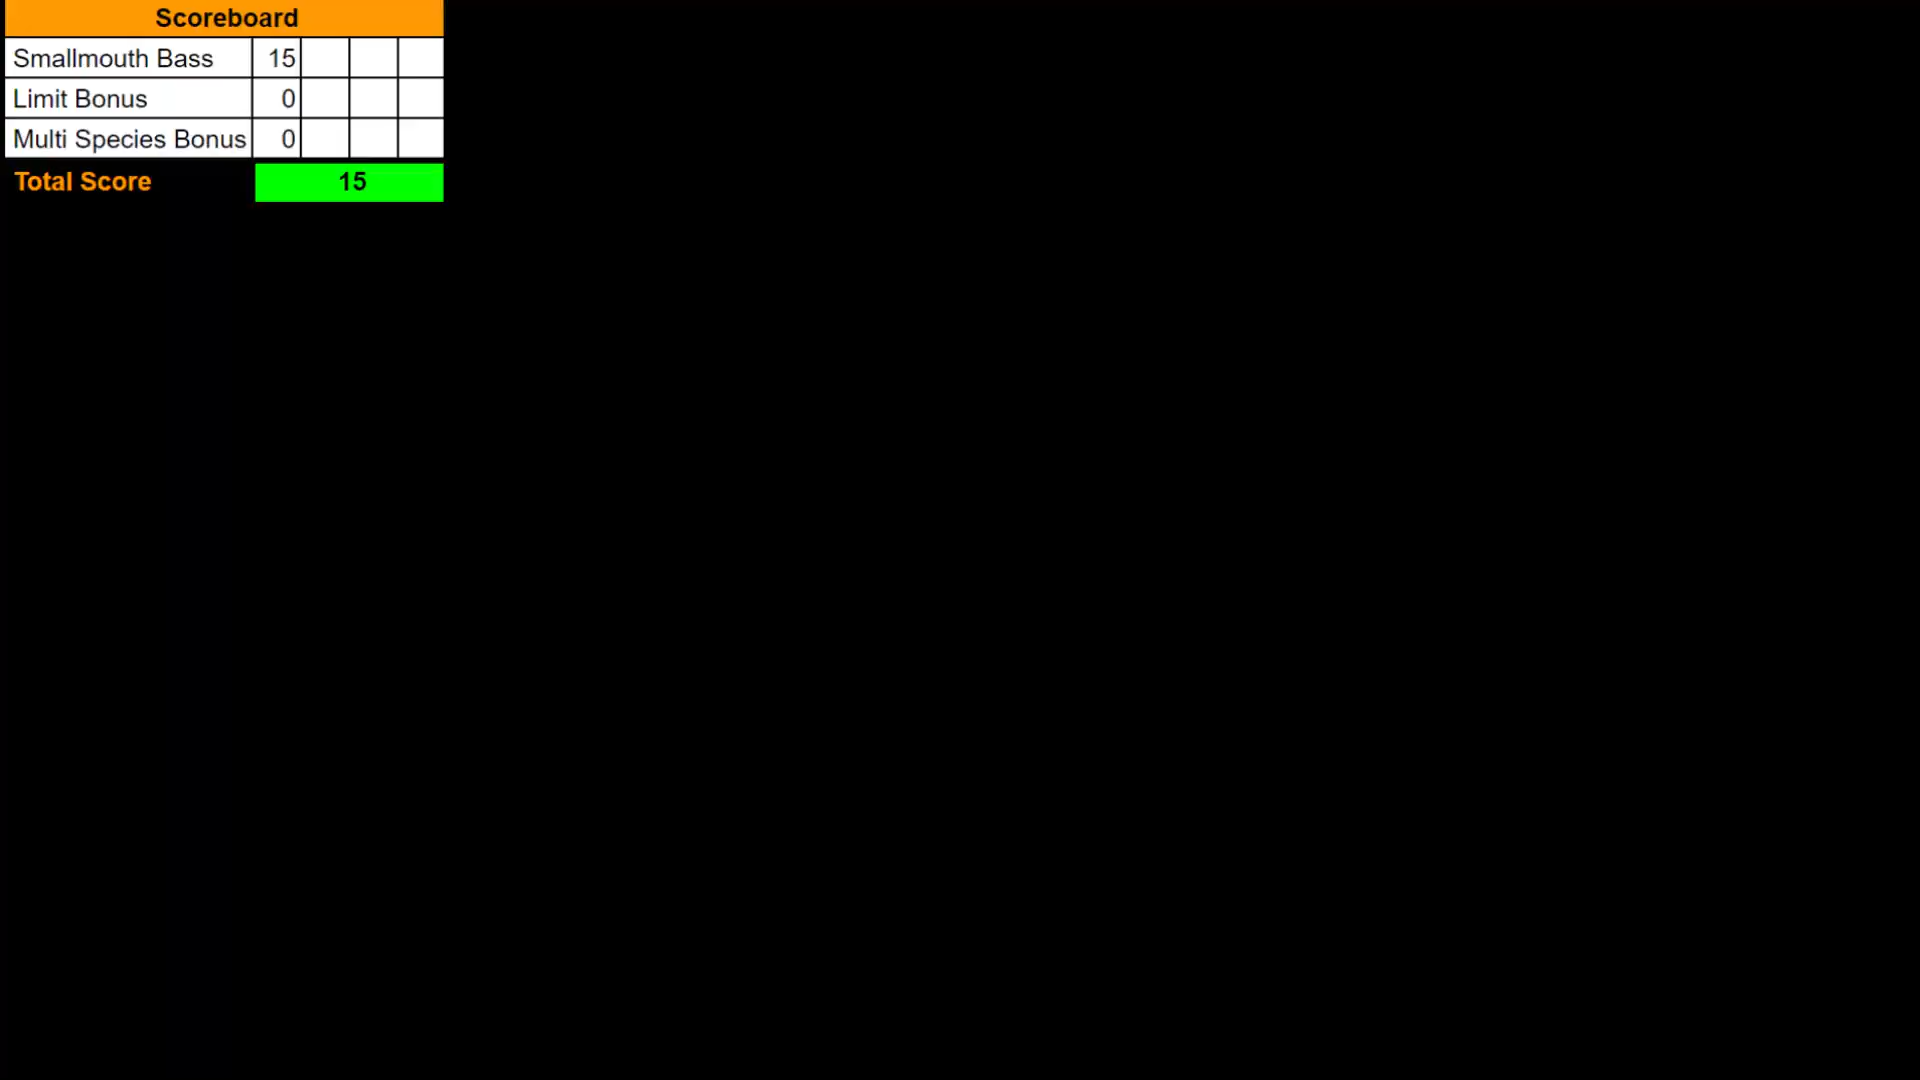 Scoreboard
Smallmouth Bass 15
Limit Bonus 0
Multi Species Bonus 0
Total Score 15